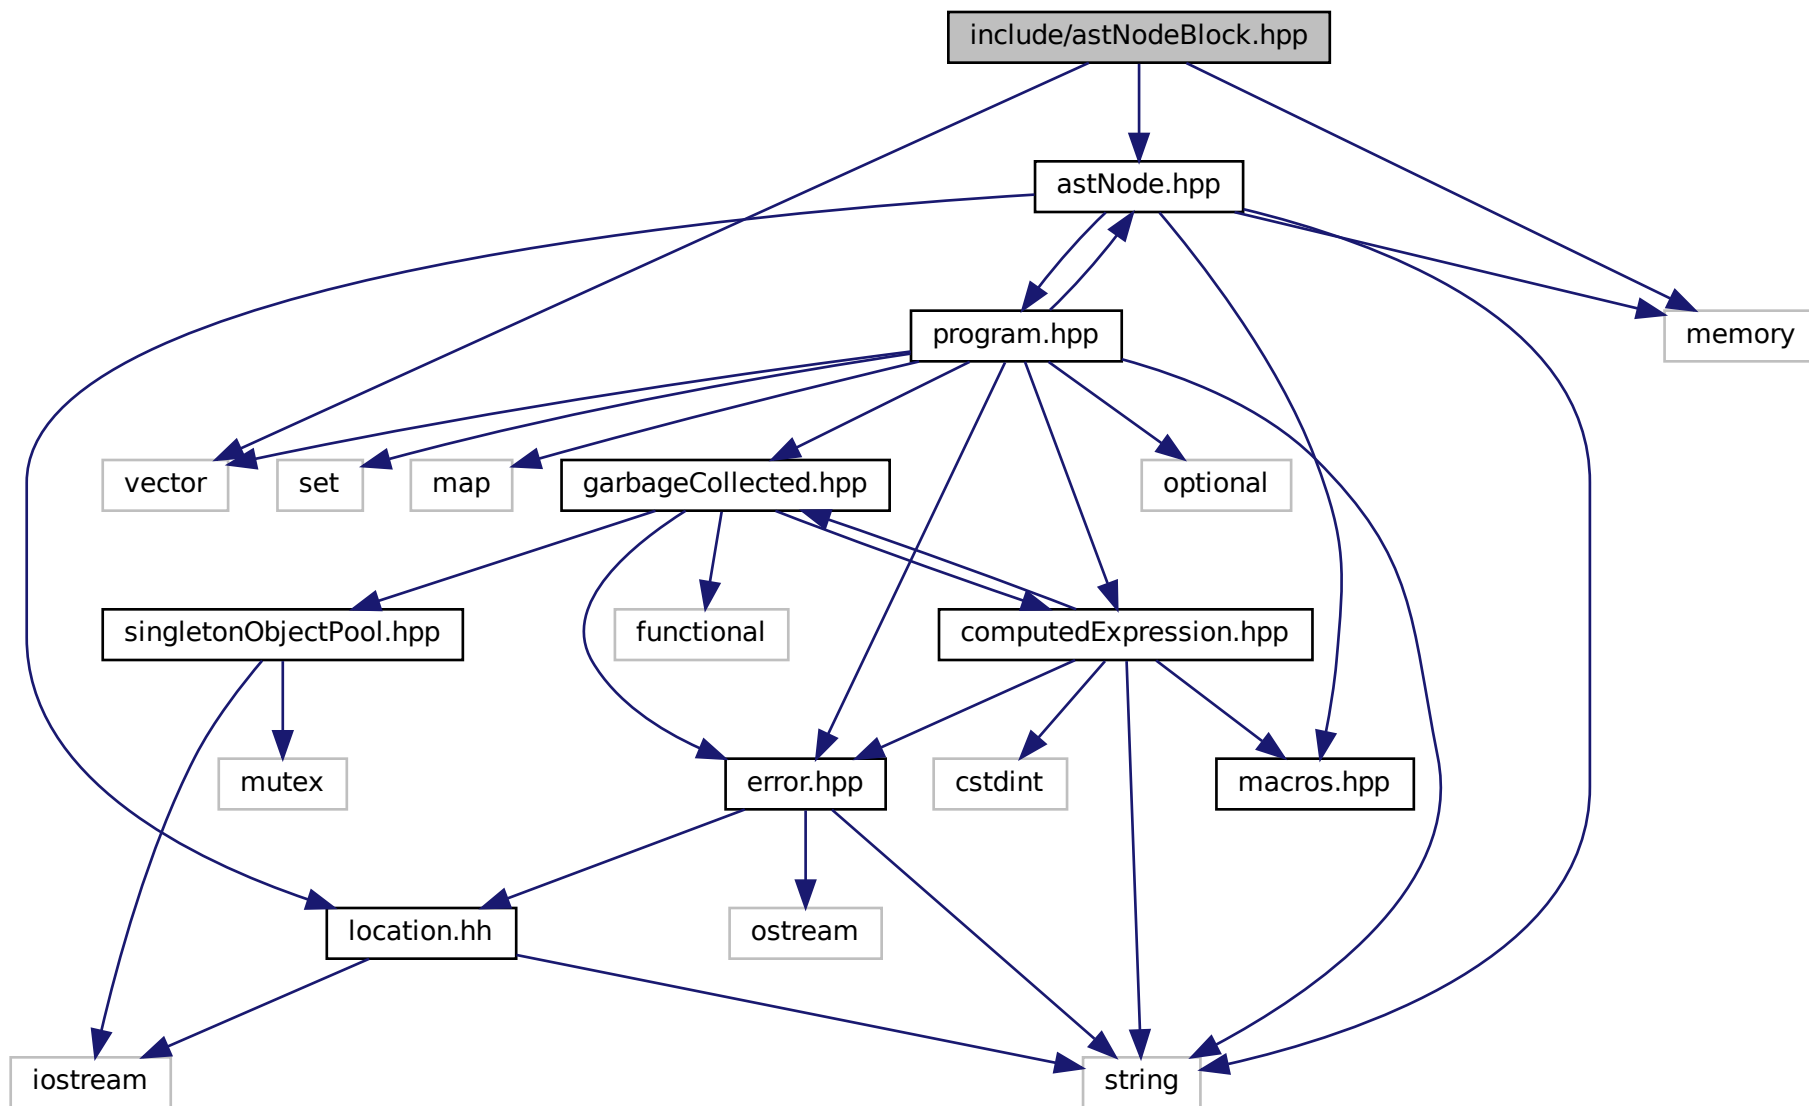 include/astNodeBlock.hpp
astNode.hpp
program.hpp
memory
vector
set
map
garbageCollected.hpp
optional
singletonObjectPool.hpp
functional
computedExpression.hpp
mutex
error.hpp
cstdint
macros.hpp
location.hh
ostream
iostream
string